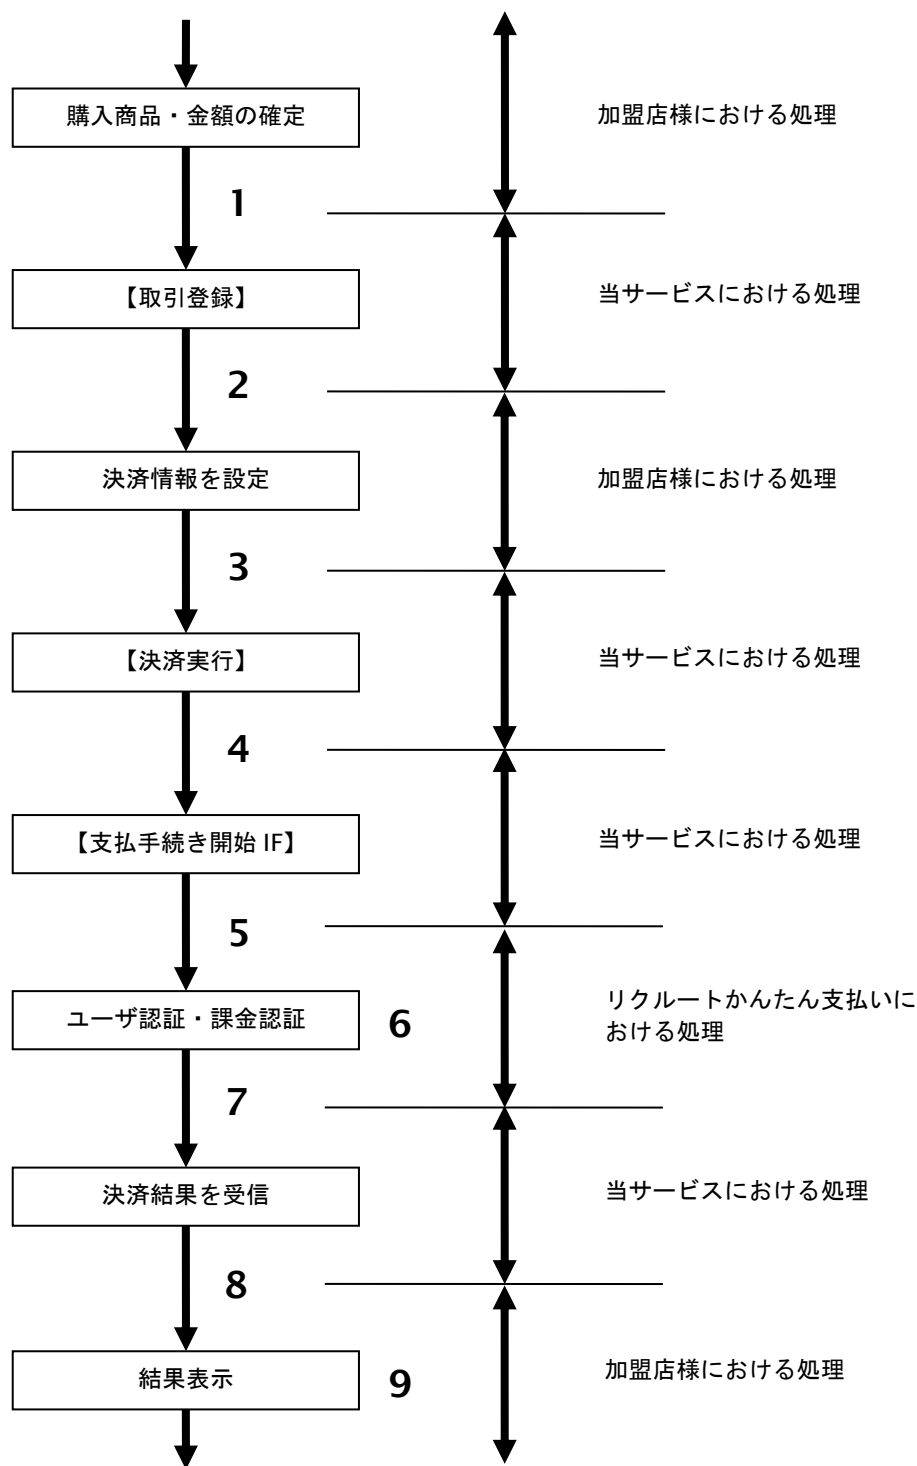 購入商品・金額の確定
加盟店様における処理
1
【取引登録】
当サービスにおける処理
2
決済情報を設定
加盟店様における処理
3
【決済実行】
当サービスにおける処理
4
【支払手続き開始 IF】
当サービスにおける処理
5
ユーザ認証・課金認証
6
リクルートかんたん支払いに
おける処理
7
決済結果を受信
当サービスにおける処理
8
結果表示
9
加盟店様における処理